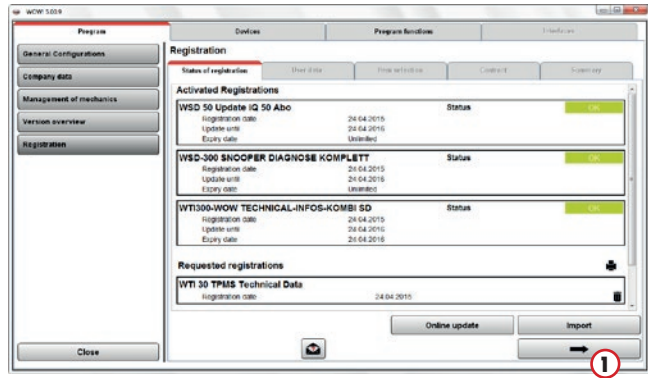 WOW! 5.00.9
Program
Devices
Program functions
Interfaces
General Configurations
Company data
Management of mechanics
Version overview
Registration
Close
Registration
Status of registration
User data
Contract
Summary
Activated Registrations
WSD 50 Update IQ 50 Abo
Status
OK
Registration date
24.04.2015
Update until
24.04.2016
Expiry date
Unlimited
WSD-300 SNOOPER DIAGNOSE KOMPLETT
Status
OK
Registration date
24.04.2015
Update until
24.04.2016
Expiry date
Unlimited
WTI300-WOW TECHNICAL-INFOS-KOMBI SD
Status
OK
Registration date
24.04.2015
Update until
24.04.2016
Expiry date
24.04.2016
Requested registrations
WTI 30 TPMS Technical Data
Registration date
24.04.2015
Online update
Import
1